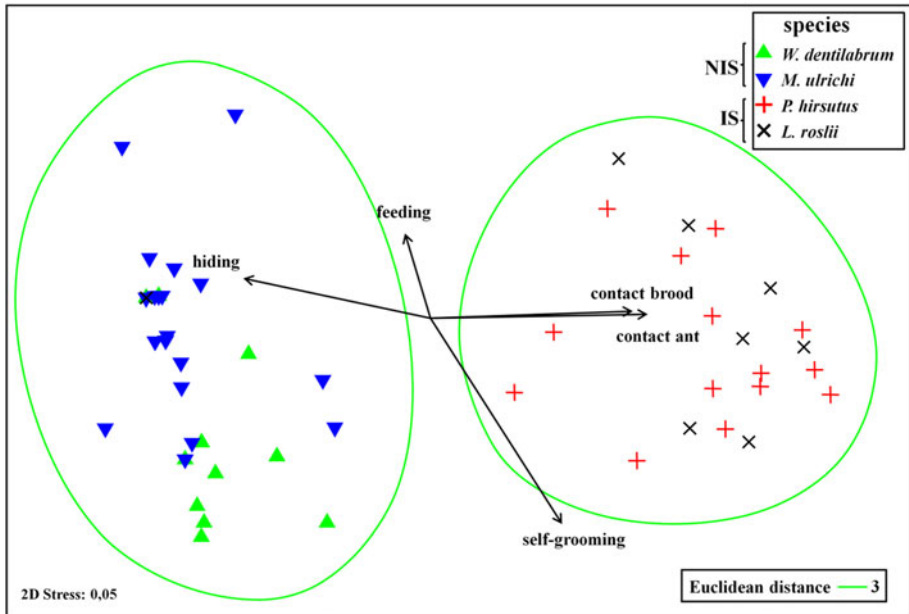 species
NIS
W. dentilabrum
M. ulrichi
IS
P. hirsutus
L. roslii
feeding
hiding
contact brood
contact ant
self-grooming
2D Stress: 0,05
Euclidean distance 3